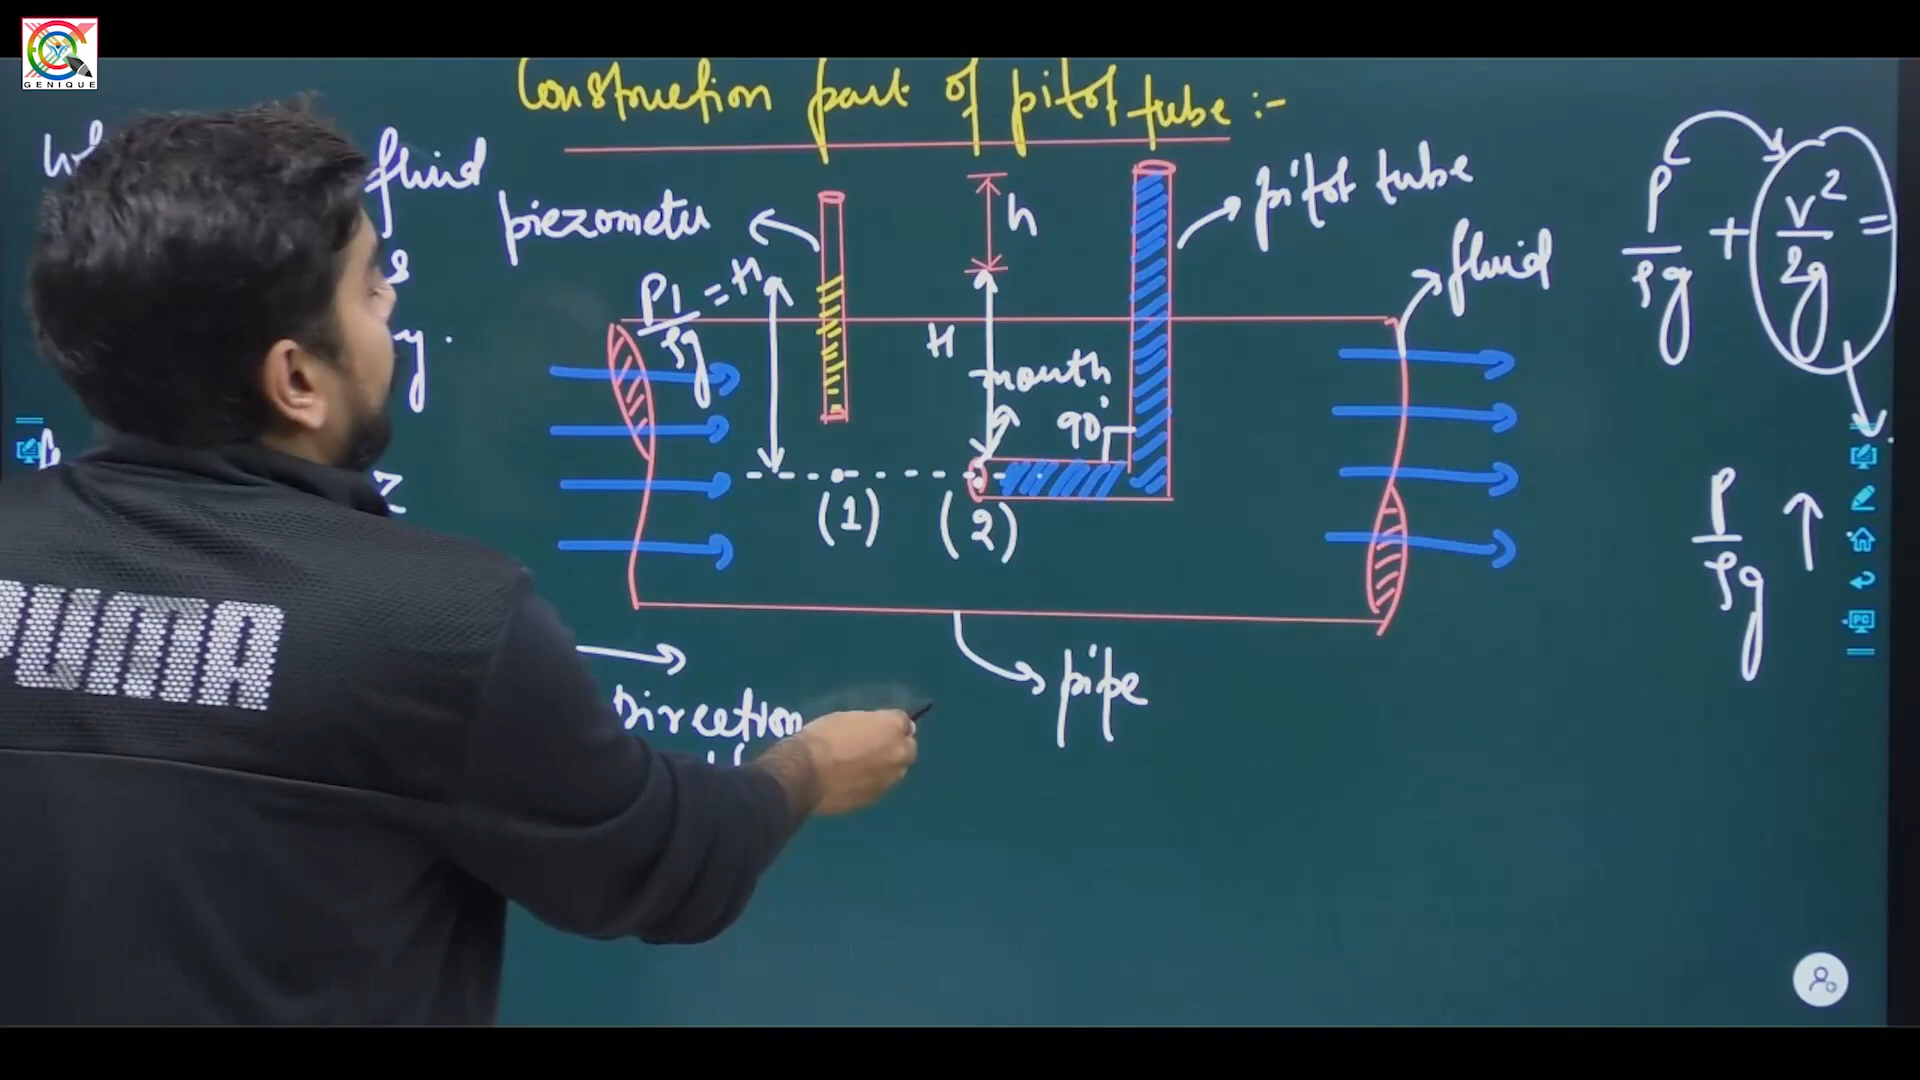 GENIQUE
Construction part of pitot tube :-
fluid
piezometer
h
pitot tube
fluid
P/ρg + v²/2g =
P1/ρg = H
H
mouth
90°
(1)
(2)
P/ρg ↑
PUMA
Direction
pipe
PC